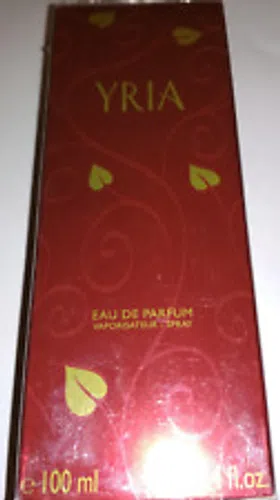 YRIA
EAU DE PARFUM
VAPORISATEUR - SPRAY
e 100 ml fl.oz